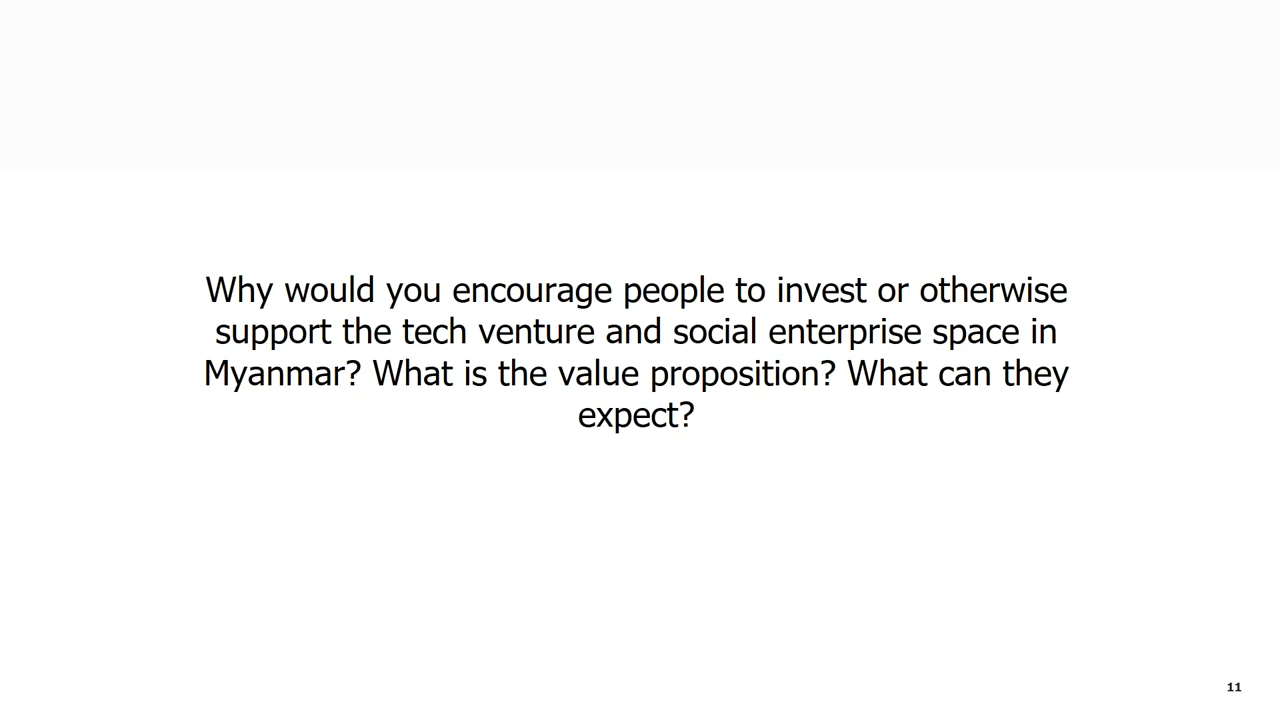 Why would you encourage people to invest or otherwise
support the tech venture and social enterprise space in
Myanmar? What is the value proposition? What can they
expect?
11